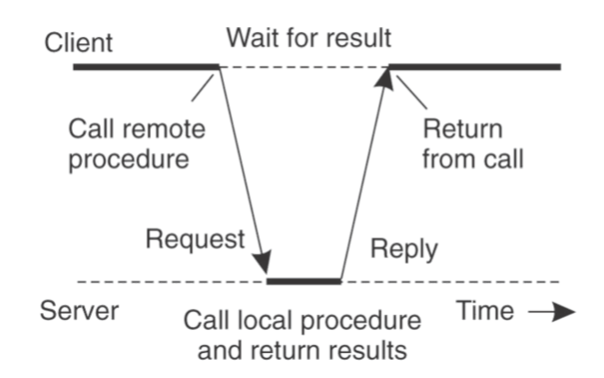 Client
Wait for result
Call remote
procedure
Return
from call
Request
Reply
Server
Call local procedure
and return results
Time